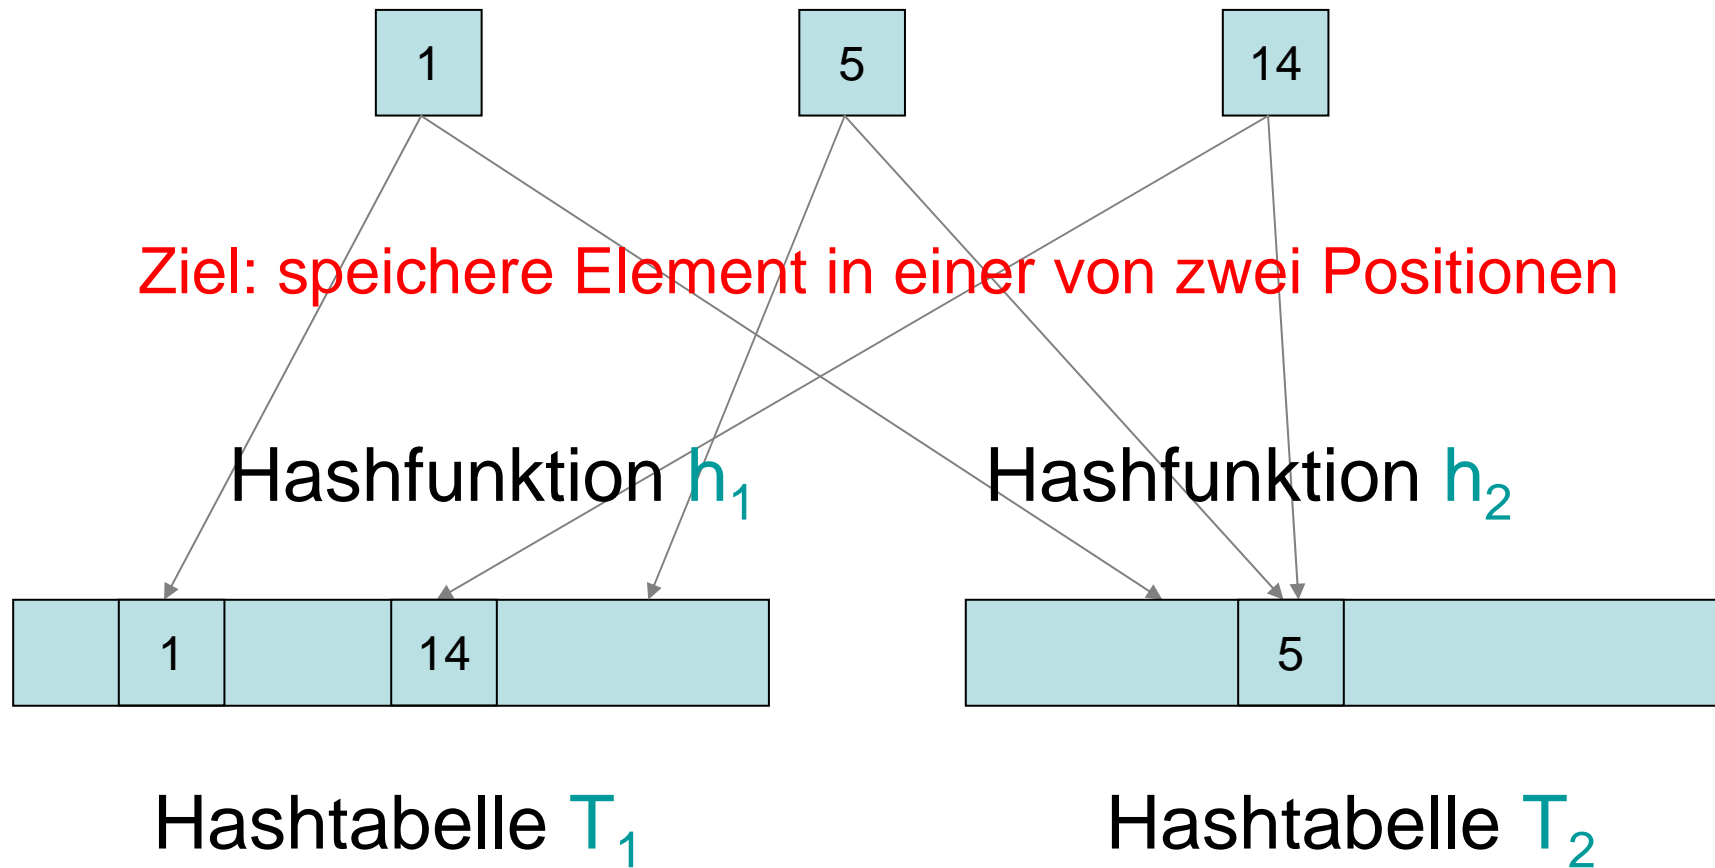 1 5 14
Ziel: speichere Element in einer von zwei Positionen
Hashfunktion h₁ Hashfunktion h₂
1 14 5
Hashtabelle T₁ Hashtabelle T₂